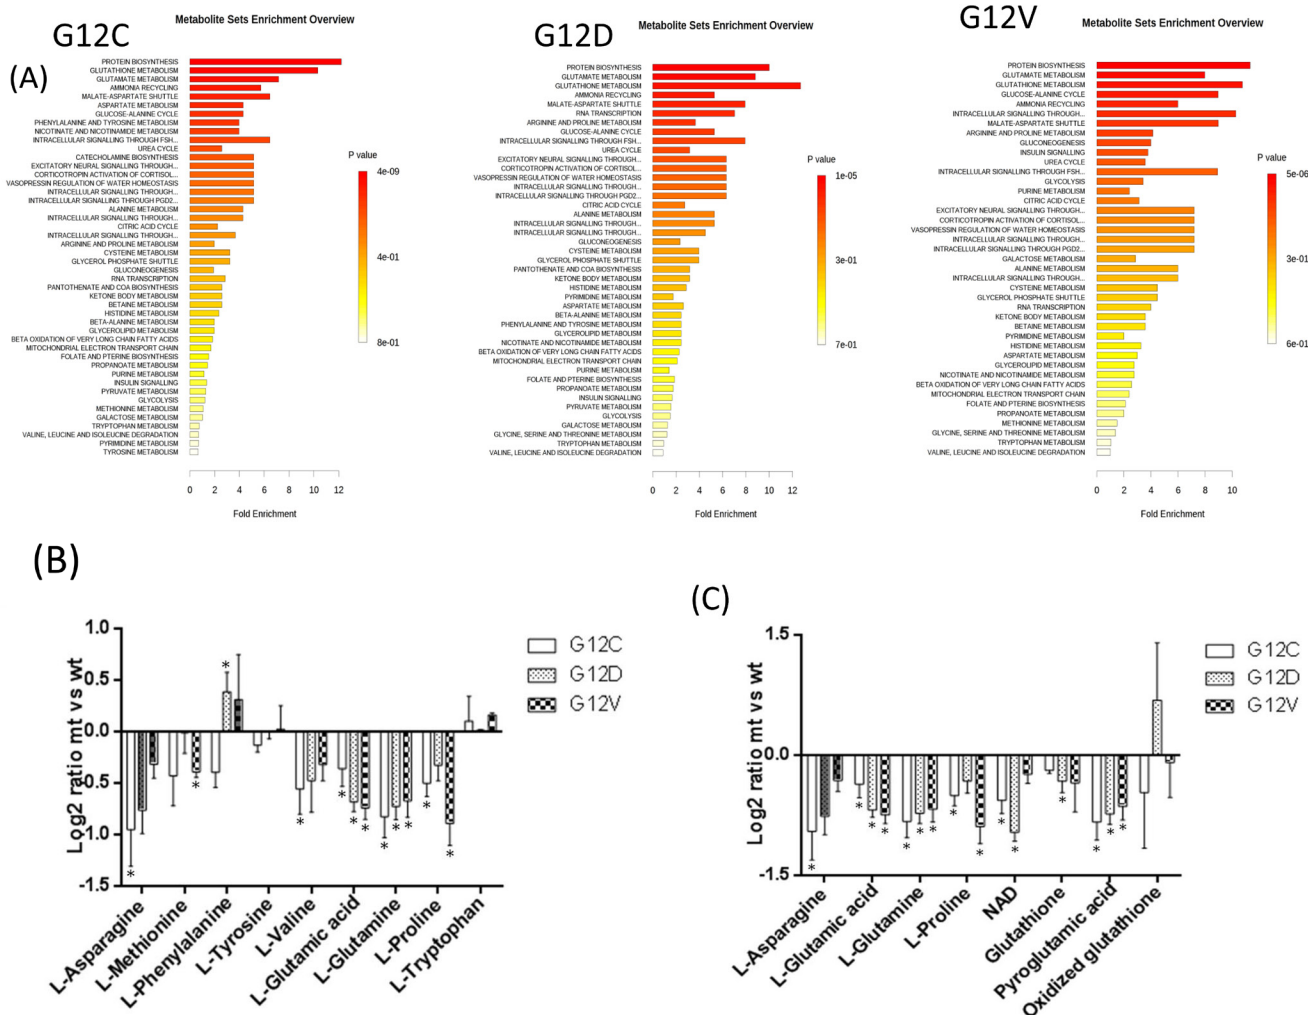 G12C
Metabolite Sets Enrichment Overview
(A)
PROTEIN BIOSYNTHESIS
GLUTATHIONE METABOLISM
GLUTAMATE METABOLISM
AMMONIA RECYCLING
MALATE-ASPARTATE SHUTTLE
ASPARTATE METABOLISM
GLUCOSE-ALANINE CYCLE
PHENYLALANINE AND TYROSINE METABOLISM
NICOTINATE AND NICOTINAMIDE METABOLISM
INTRACELLULAR SIGNALLING THROUGH FSH...
UREA CYCLE
CATECHOLAMINE BIOSYNTHESIS
EXCITATORY NEURAL SIGNALLING THROUGH...
CORTICOTROPIN ACTIVATION OF CORTISOL...
VASOPRESSIN REGULATION OF WATER HOMEOSTASIS
INTRACELLULAR SIGNALLING THROUGH...
INTRACELLULAR SIGNALLING THROUGH PGD2...
ALANINE METABOLISM
INTRACELLULAR SIGNALLING THROUGH...
CITRIC ACID CYCLE
INTRACELLULAR SIGNALLING THROUGH...
ARGININE AND PROLINE METABOLISM
CYSTEINE METABOLISM
GLYCEROL PHOSPHATE SHUTTLE
GLUCONEOGENESIS
RNA TRANSCRIPTION
PANTOTHENATE AND COA BIOSYNTHESIS
KETONE BODY METABOLISM
BETAINE METABOLISM
HISTIDINE METABOLISM
BETA-ALANINE METABOLISM
GLYCEROLIPID METABOLISM
BETA OXIDATION OF VERY LONG CHAIN FATTY ACIDS
MITOCHONDRIAL ELECTRON TRANSPORT CHAIN
FOLATE AND PTERINE BIOSYNTHESIS
PROPANOATE METABOLISM
PURINE METABOLISM
INSULIN SIGNALLING
PYRUVATE METABOLISM
GLYCOLYSIS
METHIONINE METABOLISM
GALACTOSE METABOLISM
TRYPTOPHAN METABOLISM
VALINE, LEUCINE AND ISOLEUCINE DEGRADATION
PYRIMIDINE METABOLISM
TYROSINE METABOLISM
0 2 4 6 8 10 12
Fold Enrichment
P value
4e-09
4e-01
8e-01
G12D
Metabolite Sets Enrichment Overview
PROTEIN BIOSYNTHESIS
GLUTAMATE METABOLISM
GLUTATHIONE METABOLISM
AMMONIA RECYCLING
MALATE-ASPARTATE SHUTTLE
RNA TRANSCRIPTION
ARGININE AND PROLINE METABOLISM
GLUCOSE-ALANINE CYCLE
INTRACELLULAR SIGNALLING THROUGH FSH...
UREA CYCLE
EXCITATORY NEURAL SIGNALLING THROUGH...
CORTICOTROPIN ACTIVATION OF CORTISOL...
VASOPRESSIN REGULATION OF WATER HOMEOSTASIS
INTRACELLULAR SIGNALLING THROUGH...
INTRACELLULAR SIGNALLING THROUGH PGD2...
CITRIC ACID CYCLE
ALANINE METABOLISM
INTRACELLULAR SIGNALLING THROUGH...
INTRACELLULAR SIGNALLING THROUGH...
GLUCONEOGENESIS
CYSTEINE METABOLISM
GLYCEROL PHOSPHATE SHUTTLE
PANTOTHENATE AND COA BIOSYNTHESIS
KETONE BODY METABOLISM
HISTIDINE METABOLISM
PYRIMIDINE METABOLISM
ASPARTATE METABOLISM
BETA-ALANINE METABOLISM
PHENYLALANINE AND TYROSINE METABOLISM
GLYCEROLIPID METABOLISM
NICOTINATE AND NICOTINAMIDE METABOLISM
BETA OXIDATION OF VERY LONG CHAIN FATTY ACIDS
MITOCHONDRIAL ELECTRON TRANSPORT CHAIN
PURINE METABOLISM
FOLATE AND PTERINE BIOSYNTHESIS
PROPANOATE METABOLISM
INSULIN SIGNALLING
PYRUVATE METABOLISM
GLYCOLYSIS
GALACTOSE METABOLISM
GLYCINE, SERINE AND THREONINE METABOLISM
TRYPTOPHAN METABOLISM
VALINE, LEUCINE AND ISOLEUCINE DEGRADATION
0 2 4 6 8 10 12
Fold Enrichment
P value
1e-05
3e-01
7e-01
G12V
Metabolite Sets Enrichment Overview
PROTEIN BIOSYNTHESIS
GLUTAMATE METABOLISM
GLUTATHIONE METABOLISM
GLUCOSE-ALANINE CYCLE
AMMONIA RECYCLING
INTRACELLULAR SIGNALLING THROUGH...
MALATE-ASPARTATE SHUTTLE
ARGININE AND PROLINE METABOLISM
GLUCONEOGENESIS
INSULIN SIGNALLING
UREA CYCLE
INTRACELLULAR SIGNALLING THROUGH FSH...
GLYCOLYSIS
PURINE METABOLISM
CITRIC ACID CYCLE
EXCITATORY NEURAL SIGNALLING THROUGH...
CORTICOTROPIN ACTIVATION OF CORTISOL...
VASOPRESSIN REGULATION OF WATER HOMEOSTASIS
INTRACELLULAR SIGNALLING THROUGH...
INTRACELLULAR SIGNALLING THROUGH PGD2...
GALACTOSE METABOLISM
ALANINE METABOLISM
INTRACELLULAR SIGNALLING THROUGH...
CYSTEINE METABOLISM
GLYCEROL PHOSPHATE SHUTTLE
RNA TRANSCRIPTION
KETONE BODY METABOLISM
BETAINE METABOLISM
PYRIMIDINE METABOLISM
HISTIDINE METABOLISM
ASPARTATE METABOLISM
GLYCEROLIPID METABOLISM
NICOTINATE AND NICOTINAMIDE METABOLISM
BETA OXIDATION OF VERY LONG CHAIN FATTY ACIDS
MITOCHONDRIAL ELECTRON TRANSPORT CHAIN
FOLATE AND PTERINE BIOSYNTHESIS
PROPANOATE METABOLISM
METHIONINE METABOLISM
GLYCINE, SERINE AND THREONINE METABOLISM
TRYPTOPHAN METABOLISM
VALINE, LEUCINE AND ISOLEUCINE DEGRADATION
0 2 4 6 8 10
Fold Enrichment
P value
5e-06
3e-01
6e-01
(B)
Log2 ratio mt vs wt
1.0
0.5
0.0
-0.5
-1.0
-1.5
G12C
G12D
G12V
L-Asparagine
L-Methionine
L-Phenylalanine
L-Tyrosine
L-Valine
L-Glutamic acid
L-Glutamine
L-Proline
L-Tryptophan
(C)
Log2 ratio mt vs wt
1.5
0.0
-1.5
G12C
G12D
G12V
L-Asparagine
L-Glutamic acid
L-Glutamine
L-Proline
NAD
Glutathione
Pyroglutamic acid
Oxidized glutathione